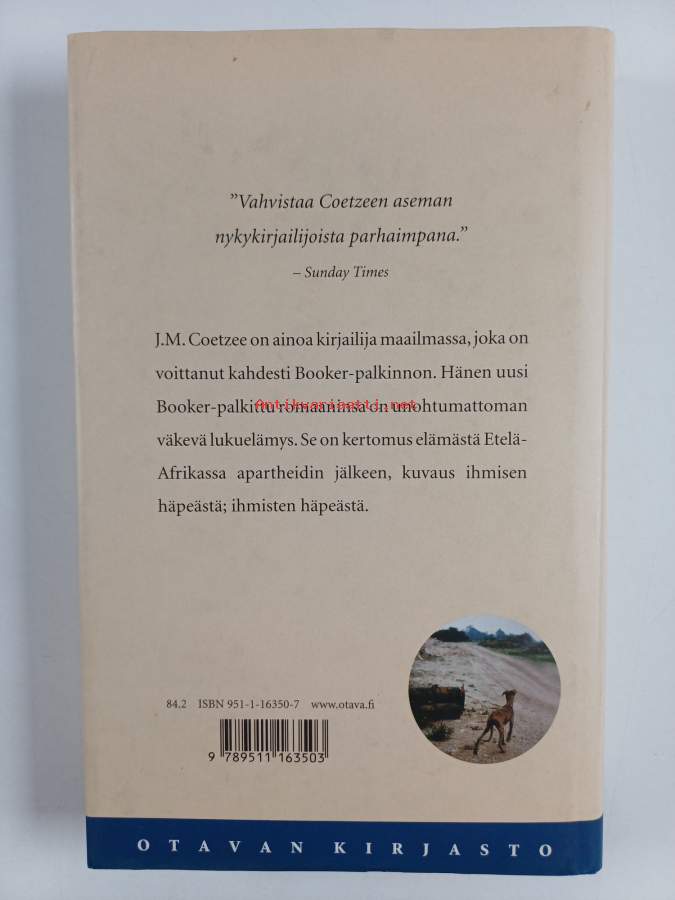 ”Vahvistaa Coetzeen aseman
nykykirjailijoista parhaimpana.”
– Sunday Times
J.M. Coetzee on ainoa kirjailija maailmassa, joka on
voittanut kahdesti Booker-palkinnon. Hänen uusi
Booker-palkittu romaaninsa on unohtumattoman
Antikvariaatti.net
väkevä lukuelämys. Se on kertomus elämästä Etelä-
Afrikassa apartheidin jälkeen, kuvaus ihmisen
häpeästä; ihmisten häpeästä.
84.2 ISBN 951-1-16350-7 www.otava.fi
9 789511 163503
OTAVAN KIRJASTO